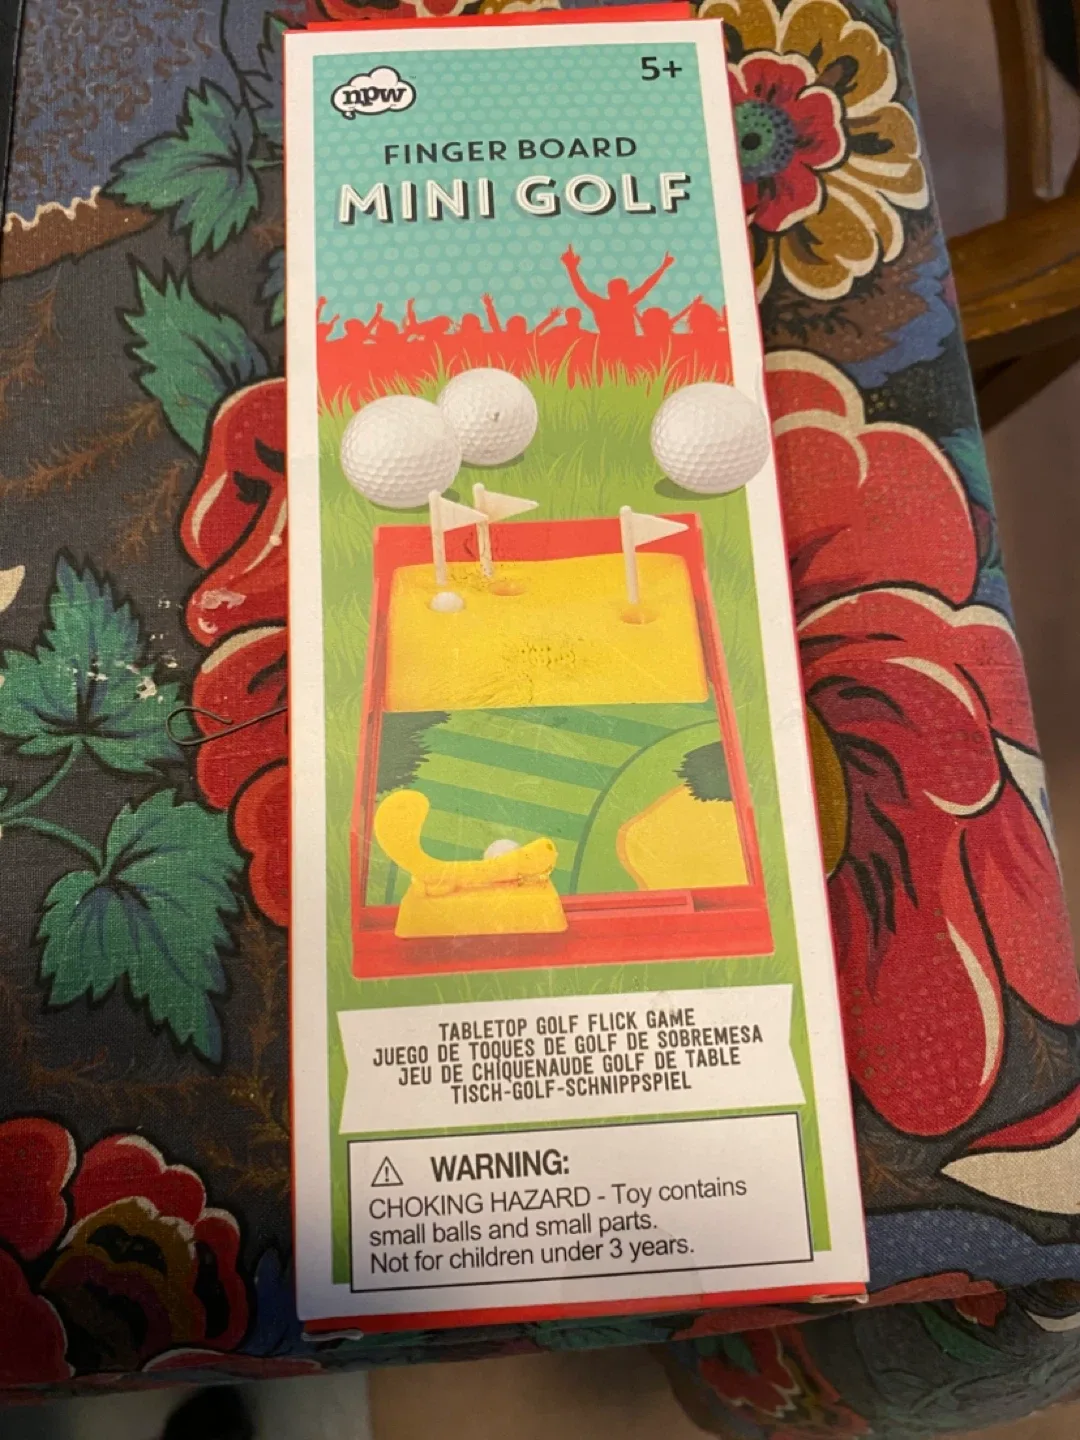 npw
5+
FINGER BOARD
MINI GOLF
TABLETOP GOLF FLICK GAME
JUEGO DE TOQUES DE GOLF DE SOBREMESA
JEU DE CHIQUENAUDE GOLF DE TABLE
TISCH-GOLF-SCHNIPPSPIEL
WARNING:
CHOKING HAZARD - Toy contains
small balls and small parts.
Not for children under 3 years.